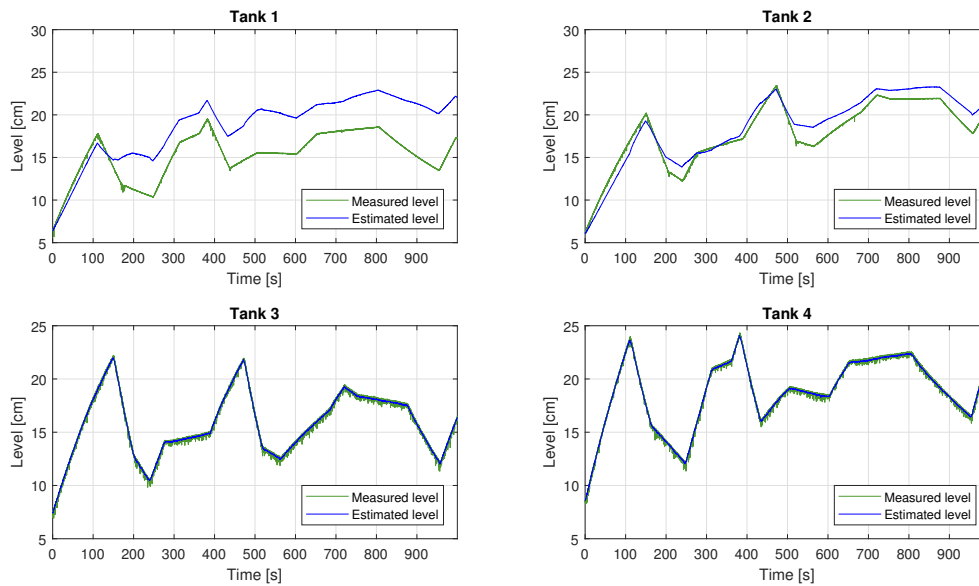 Tank 1
30
25
20
15
10
5
Level [cm]
Measured level
Estimated level
0 100 200 300 400 500 600 700 800 900
Time [s]
Tank 2
30
25
20
15
10
5
Level [cm]
Measured level
Estimated level
0 100 200 300 400 500 600 700 800 900
Time [s]
Tank 3
25
20
15
10
5
Level [cm]
Measured level
Estimated level
0 100 200 300 400 500 600 700 800 900
Time [s]
Tank 4
25
20
15
10
5
Level [cm]
Measured level
Estimated level
0 100 200 300 400 500 600 700 800 900
Time [s]